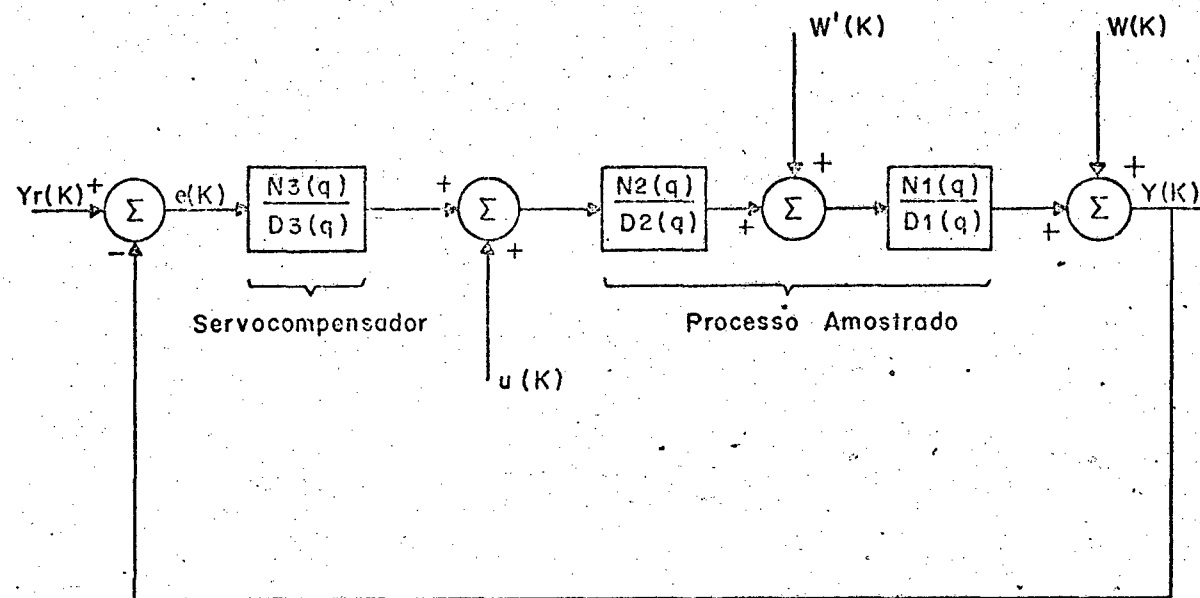 W'(K)
W(K)
Yr(K) +
Σ
e(K)
N3(q)
D3(q)
+
Σ
+
N2(q)
D2(q)
+
Σ
+
N1(q)
D1(q)
+
Σ
+
Y(K)
-
Servocompensador
Processo Amostrado
u(K)